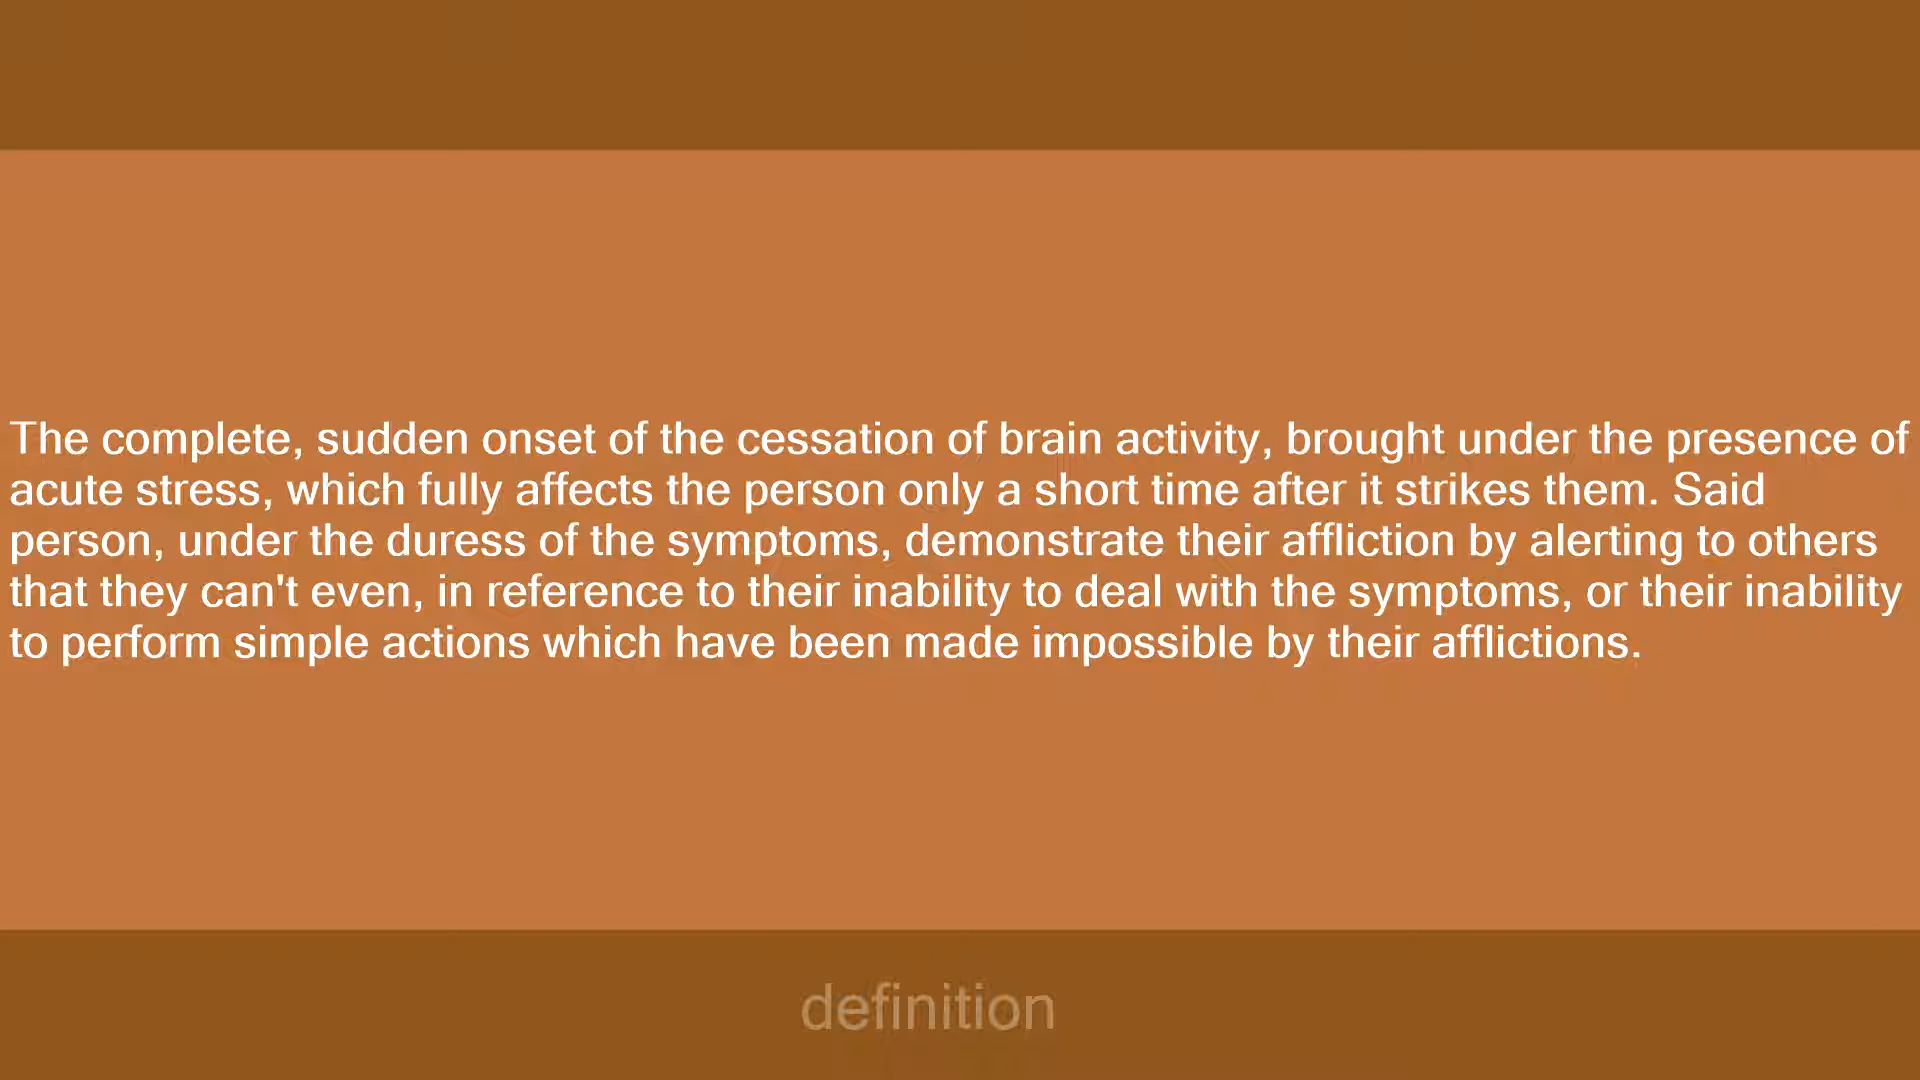 The complete, sudden onset of the cessation of brain activity, brought under the presence of
acute stress, which fully affects the person only a short time after it strikes them. Said
person, under the duress of the symptoms, demonstrate their affliction by alerting to others
that they can't even, in reference to their inability to deal with the symptoms, or their inability
to perform simple actions which have been made impossible by their afflictions.
definition